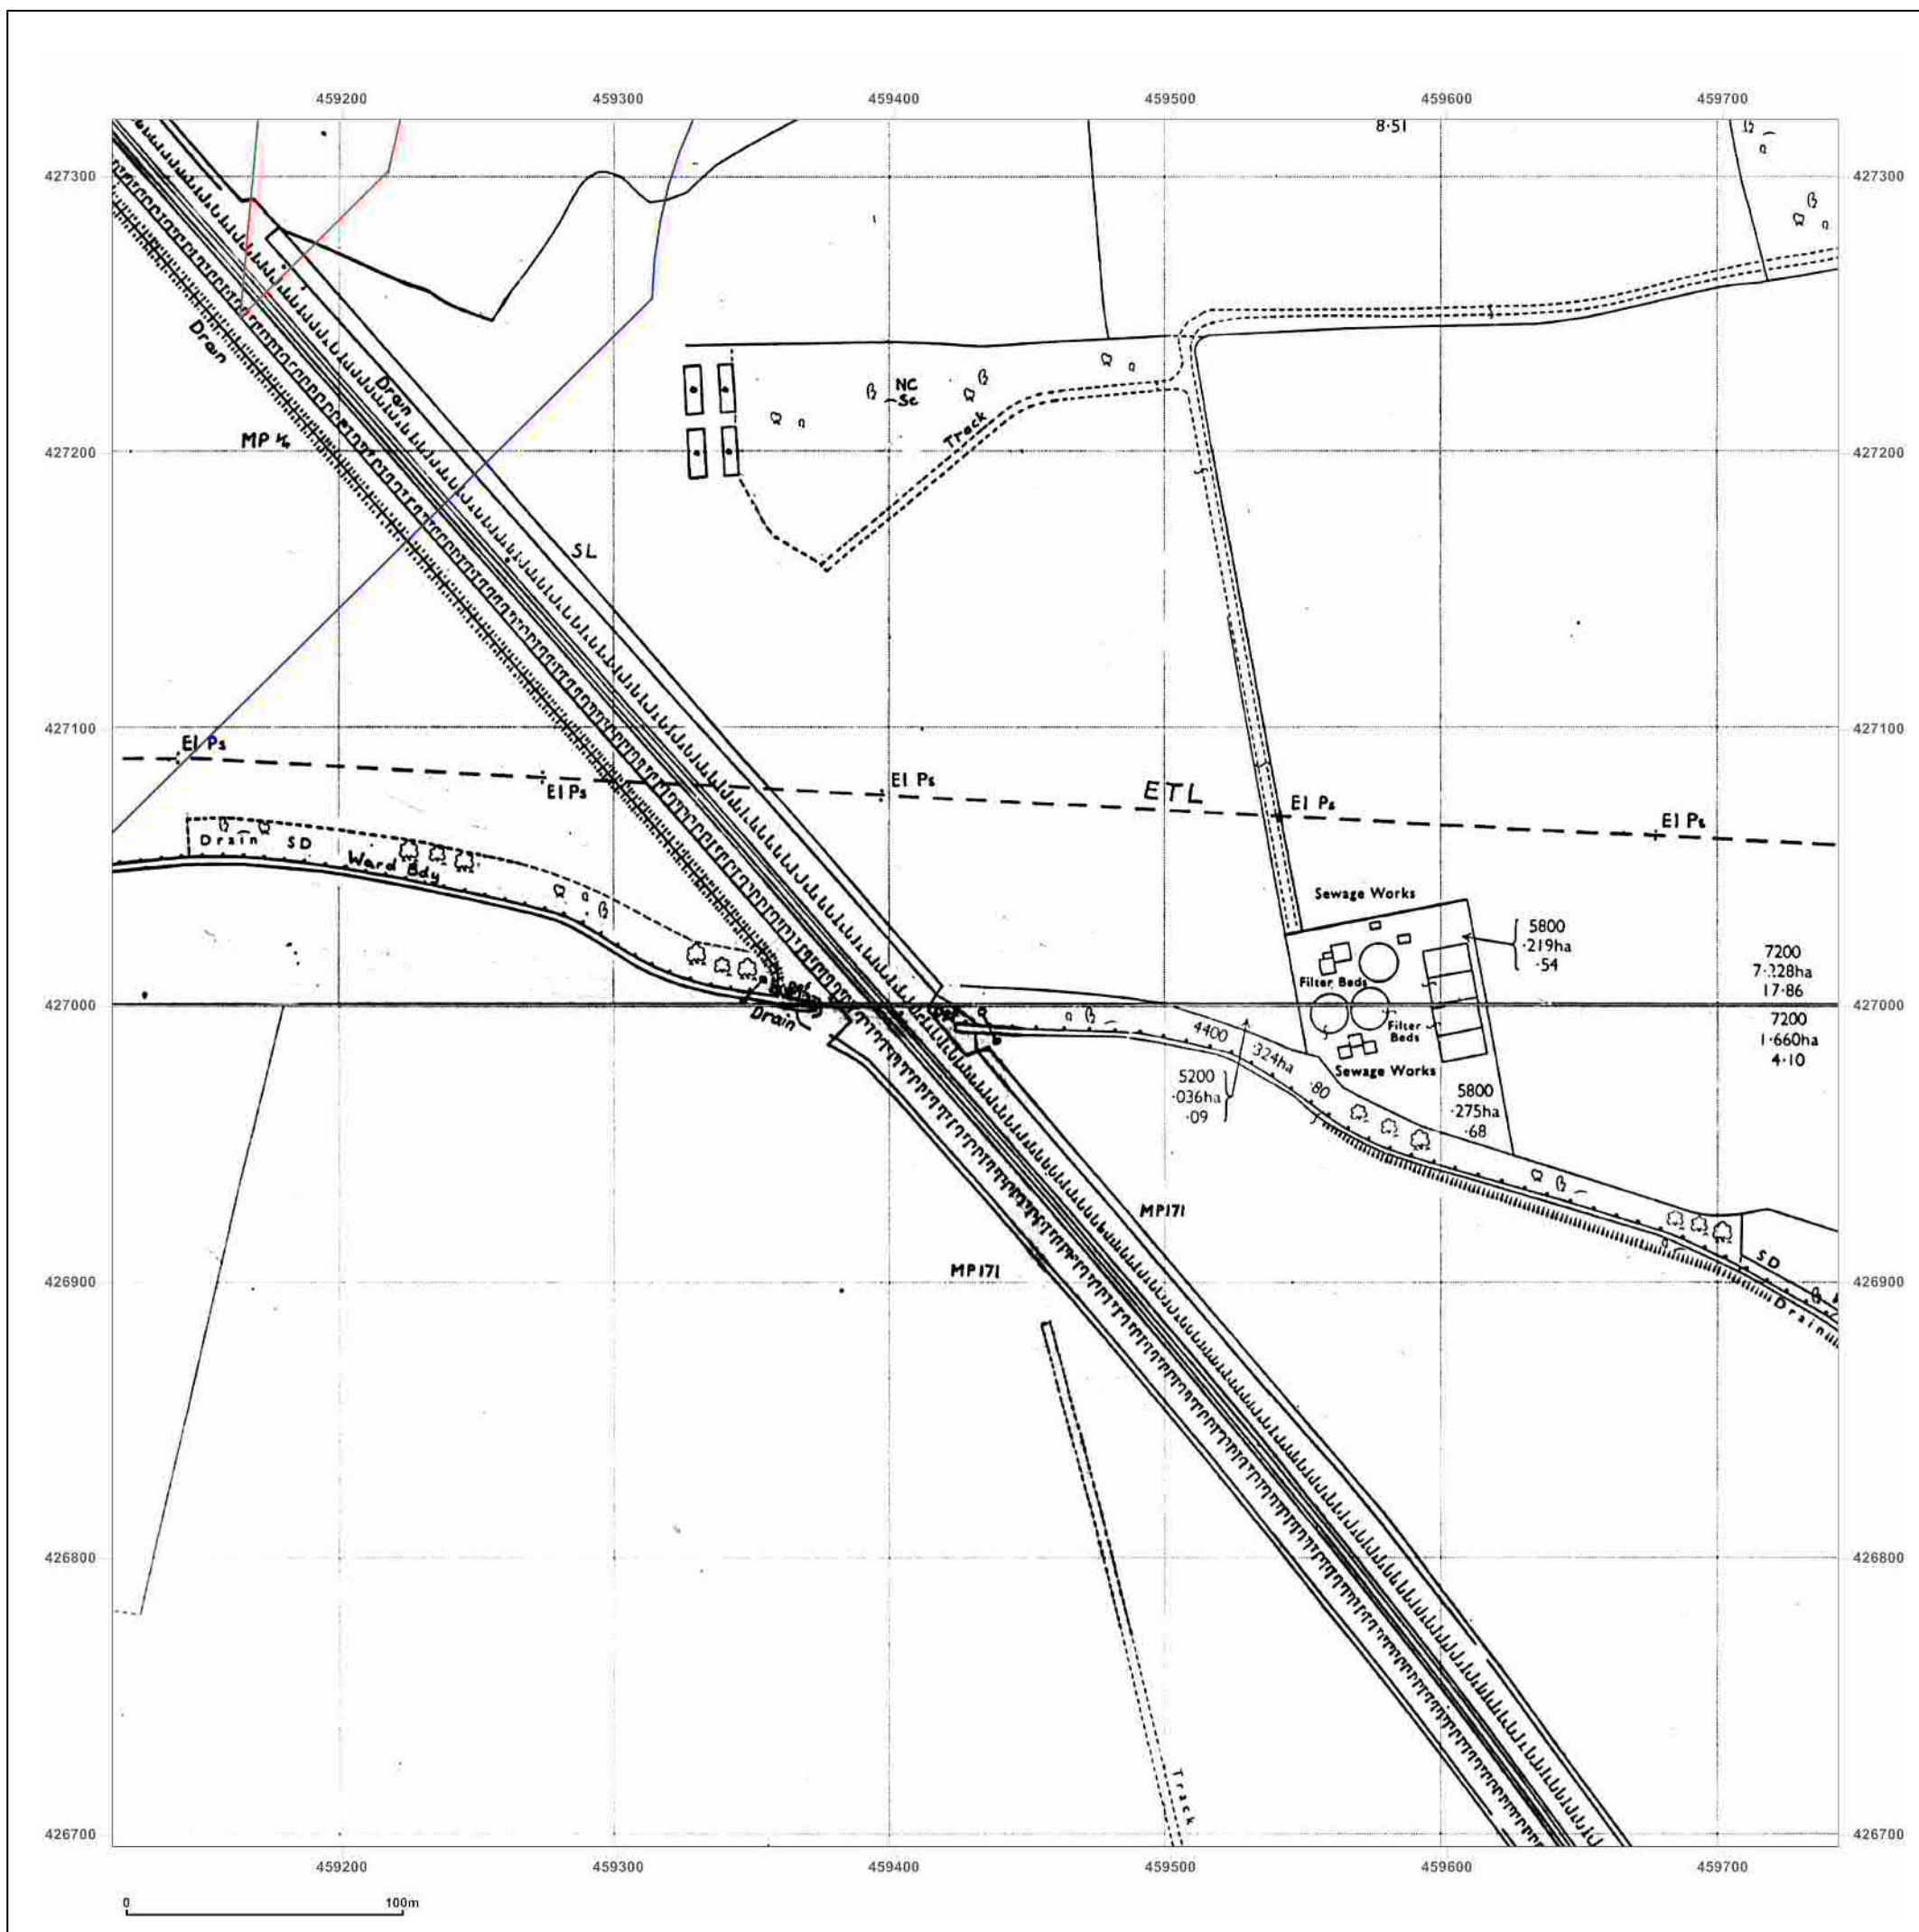 459200 459300 459400 459500 459600 459700
8·51
427300 427300
Drain
Drain
NC
Sc
Track
MP ¼
427200 427200
SL
427100 427100
El Ps
El Ps
El Ps
ETL
El Ps
El Ps
Drain SD
Ward Bdy
Sewage Works
5800
·219ha
·54
7200
7·228ha
17·86
Filter Beds
427000 427000
Drain
Def
4400 ·324ha ·80
Filter
Beds
7200
1·660ha
4·10
Sewage Works
5200
·036ha
·09
5800
·275ha
·68
MP171
MP171
SD
Drain
426900 426900
426800 426800
Track
426700 426700
459200 459300 459400 459500 459600 459700
0 100m